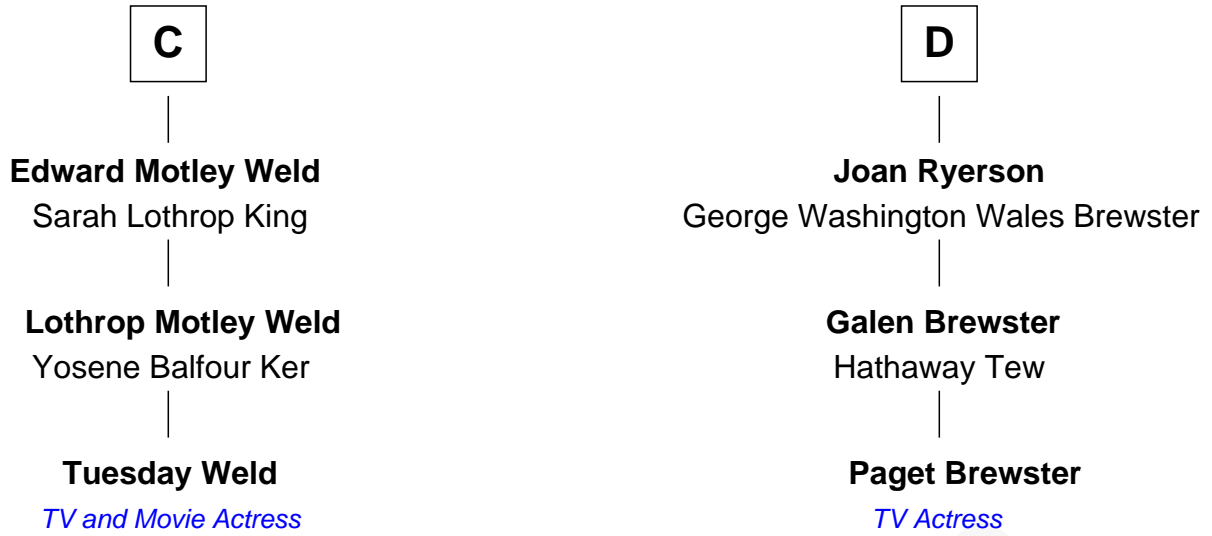 C
Edward Motley Weld
Sarah Lothrop King
Lothrop Motley Weld
Yosene Balfour Ker
Tuesday Weld
TV and Movie Actress
D
Joan Ryerson
George Washington Wales Brewster
Galen Brewster
Hathaway Tew
Paget Brewster
TV Actress